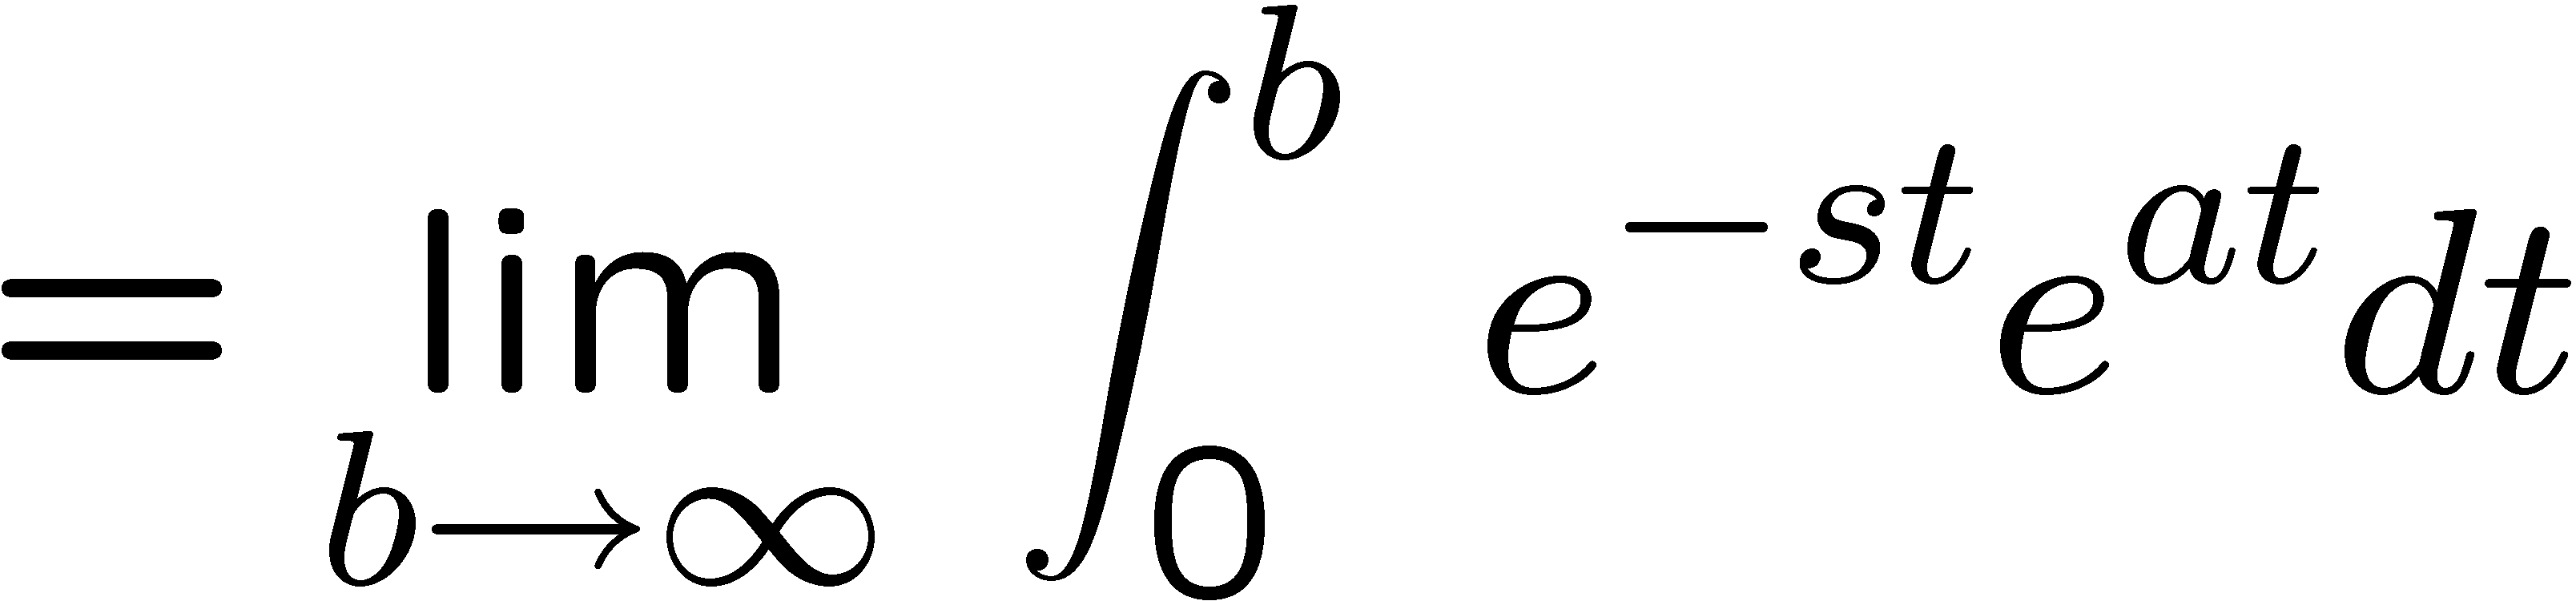 = lim_{b→∞} ∫_0^b e^{-st} e^{at} dt